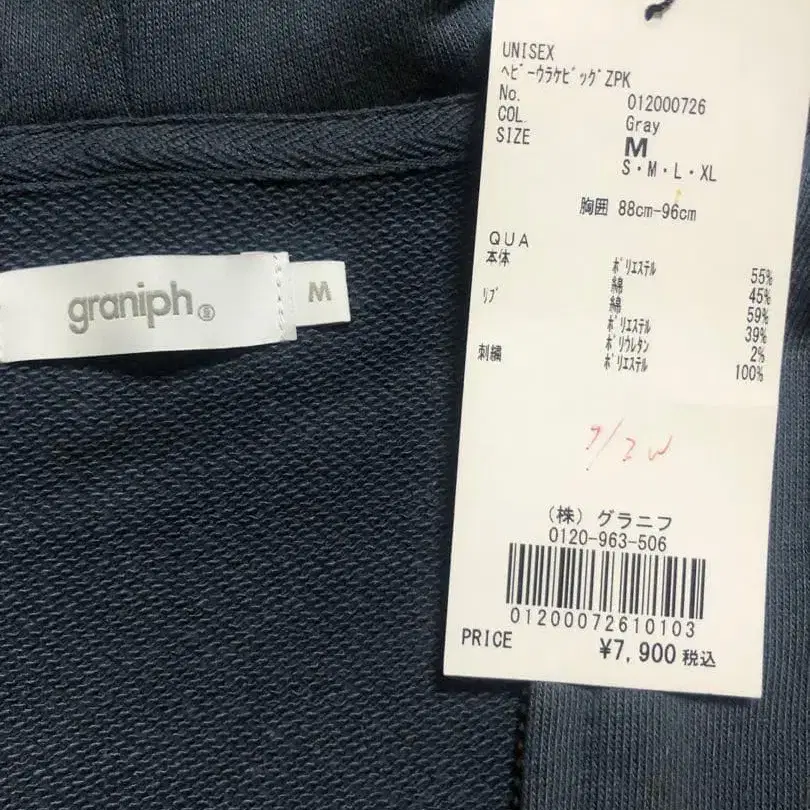 graniph
M
UNISEX
ヘビーウラケビッグZPK
No. 012000726
COL. Gray
SIZE M
S・M・L・XL
胸囲 88cm-96cm
QUA
本体 ポリエステル 55%
綿 45%
リブ 綿 59%
ポリエステル 39%
ポリウレタン 2%
刺繍 ポリエステル 100%
(株) グラニフ
0120-963-506
01200072610103
PRICE ¥7,900 税込